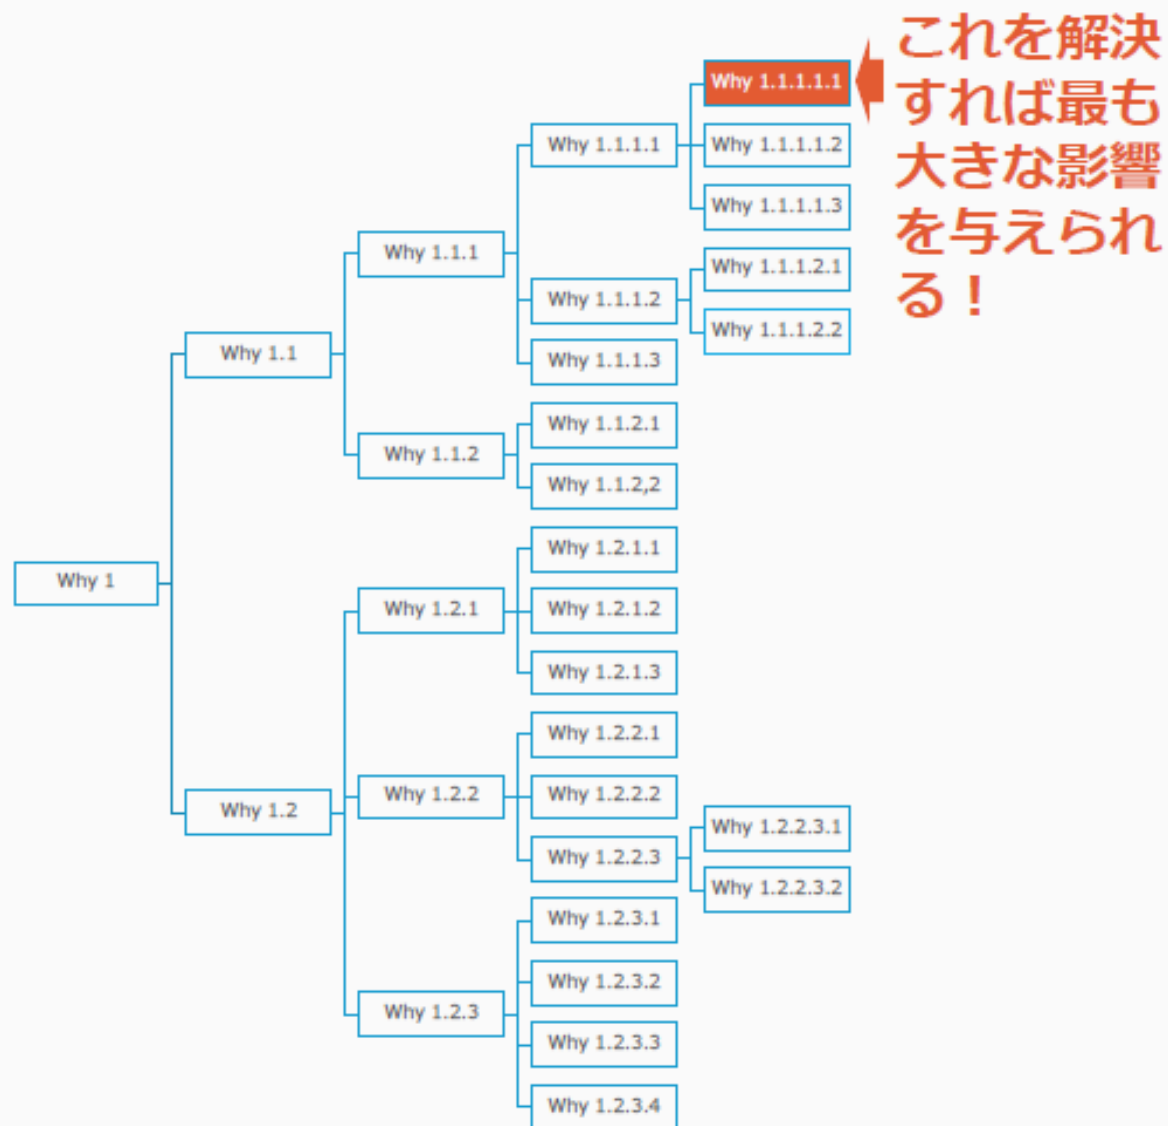 これを解決
すれば最も
大きな影響
を与えられ
る！
Why 1.1.1.1.1
Why 1.1.1.1
Why 1.1.1.1.2
Why 1.1.1.1.3
Why 1.1.1
Why 1.1.1.2.1
Why 1.1.1.2
Why 1.1.1.2.2
Why 1.1
Why 1.1.1.3
Why 1.1.2.1
Why 1.1.2
Why 1.1.2,2
Why 1.2.1.1
Why 1
Why 1.2.1
Why 1.2.1.2
Why 1.2.1.3
Why 1.2.2.1
Why 1.2.2
Why 1.2.2.2
Why 1.2
Why 1.2.2.3.1
Why 1.2.2.3
Why 1.2.2.3.2
Why 1.2.3.1
Why 1.2.3.2
Why 1.2.3
Why 1.2.3.3
Why 1.2.3.4